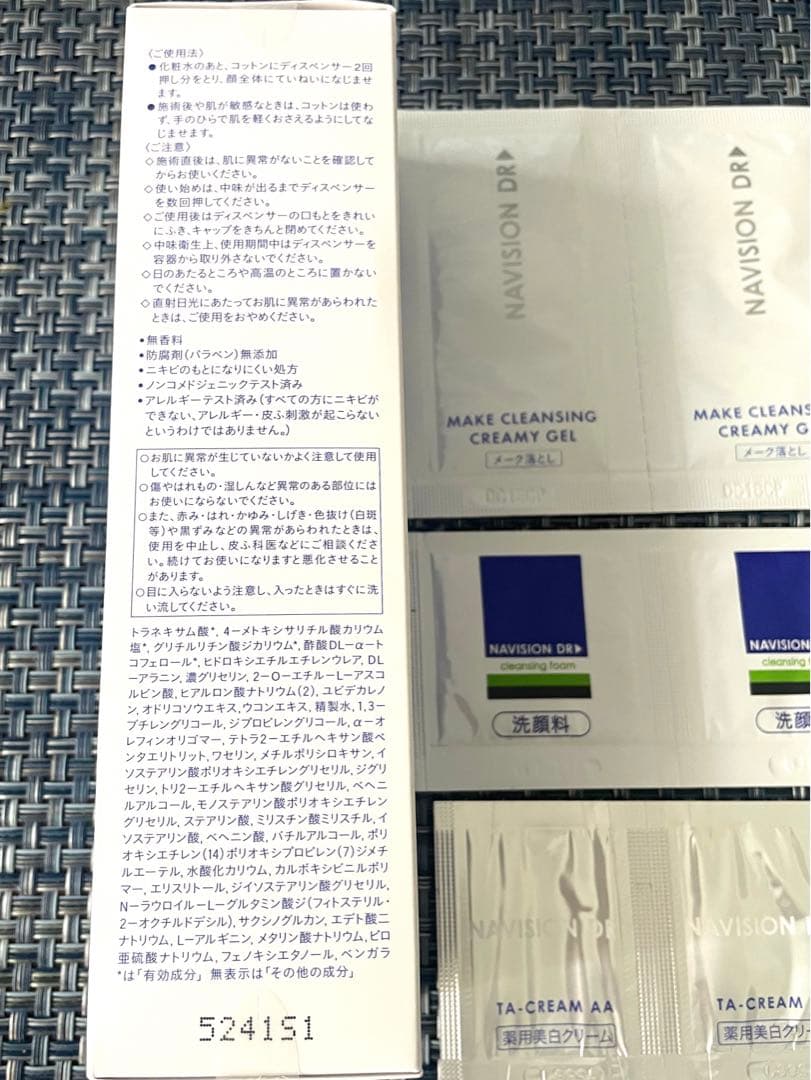 〈ご使用法〉
●化粧水のあと、コットンにディスペンサー2回
押し分をとり、顔全体にていねいになじませ
ます。
●施術後や肌が敏感なときは、コットンは使わ
ず、手のひらで肌を軽くおさえるようにしてな
じませます。
〈ご注意〉
◇施術直後は、肌に異常がないことを確認して
からお使いください。
◇使い始めは、中味が出るまでディスペンサー
を数回押してください。
◇ご使用後はディスペンサーの口もとをきれい
にふき、キャップをきちんと閉めてください。
◇中味衛生上、使用期間中はディスペンサーを
容器から取り外さないでください。
◇日のあたるところや高温のところに置かない
でください。
◇直射日光にあたってお肌に異常があらわれた
ときは、ご使用をおやめください。
•無香料
•防腐剤(パラベン)無添加
•ニキビのもとになりにくい処方
•ノンコメドジェニックテスト済み
•アレルギーテスト済み(すべての方にニキビが
できない、アレルギー・皮ふ刺激が起こらない
というわけではありません。)
○お肌に異常が生じていないかよく注意して使用
してください。
○傷やはれもの・湿しんなど異常のある部位には
お使いにならないでください。
○また、赤み・はれ・かゆみ・しげき・色抜け(白斑
等)や黒ずみなどの異常があらわれたときは、
使用を中止し、皮ふ科医などにご相談くださ
い。続けてお使いになりますと悪化させること
があります。
○目に入らないよう注意し、入ったときはすぐに洗
い流してください。
トラネキサム酸*、4-メトキシサリチル酸カリウム
塩*、グリチルリチン酸ジカリウム*、酢酸DL-α-ト
コフェロール*、ヒドロキシエチルエチレンウレア、DL
-アラニン、濃グリセリン、2-O-エチル-L-アスコ
ルビン酸、ヒアルロン酸ナトリウム(2)、ユビデカレノ
ン、オドリコソウエキス、ウコンエキス、精製水、1,3-
ブチレングリコール、ジプロピレングリコール、α-オ
レフィンオリゴマー、テトラ2-エチルヘキサン酸ペ
ンタエリトリット、ワセリン、メチルポリシロキサン、イ
ソステアリン酸ポリオキシエチレングリセリル、ジグリ
セリン、トリ2-エチルヘキサン酸グリセリル、ベヘニ
ルアルコール、モノステアリン酸ポリオキシエチレン
グリセリル、ステアリン酸、ミリスチン酸ミリスチル、イ
ソステアリン酸、ベヘニン酸、バチルアルコール、ポリ
オキシエチレン(14)ポリオキシプロピレン(7)ジメチ
ルエーテル、水酸化カリウム、カルボキシビニルポリ
マー、エリスリトール、ジイソステアリン酸グリセリル、
N-ラウロイル-L-グルタミン酸ジ(フィトステリル・
2-オクチルドデシル)、サクシノグルカン、エデト酸二
ナトリウム、L-アルギニン、メタリン酸ナトリウム、ピロ
亜硫酸ナトリウム、フェノキシエタノール、ベンガラ
*は「有効成分」 無表示は「その他の成分」
5241S1
NAVISION DR
MAKE CLEANSING
CREAMY GEL
メーク落とし
NAVISION DR
MAKE CLEANS
CREAMY G
メーク落とし
NAVISION DR
cleansing foam
洗顔料
NAVISION DR
cleansing foam
洗顔
NAVISION DR
TA-CREAM AA
薬用美白クリーム
NAVISION DR
TA-CREAM
薬用美白クリー